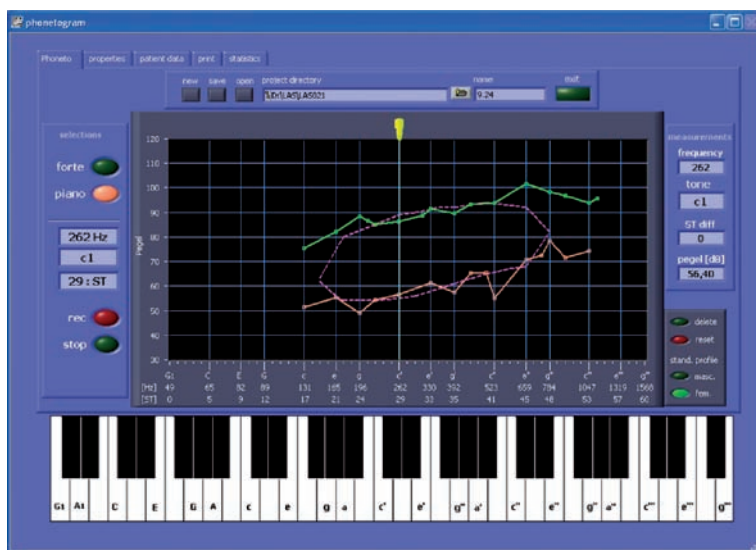 phonetogram
Phoneto properties patient data print statistics
new save open project directory name
D:\LAS\LAS021 9.24
selections
forte
piano
262 Hz
c1
29 : ST
rec
stop
Pegel
120
110
100
90
80
70
60
50
40
30
G1 C E G c e g c' e' g' c'' e'' g'' c''' e''' g'''
[Hz] 49 65 82 89 131 165 196 262 330 392 523 659 784 1047 1319 1568
[ST] 0 5 9 12 17 21 24 29 33 35 41 45 48 53 57 60
measurements
frequency
262
tone
c1
ST diff
0
pegel [dB]
56,40
delete
reset
stand. profile
masc.
fem.
G1 A1 D E G A c e g a c' e' g'' a' c'' e'' g'' a'' c''' e''' g'''